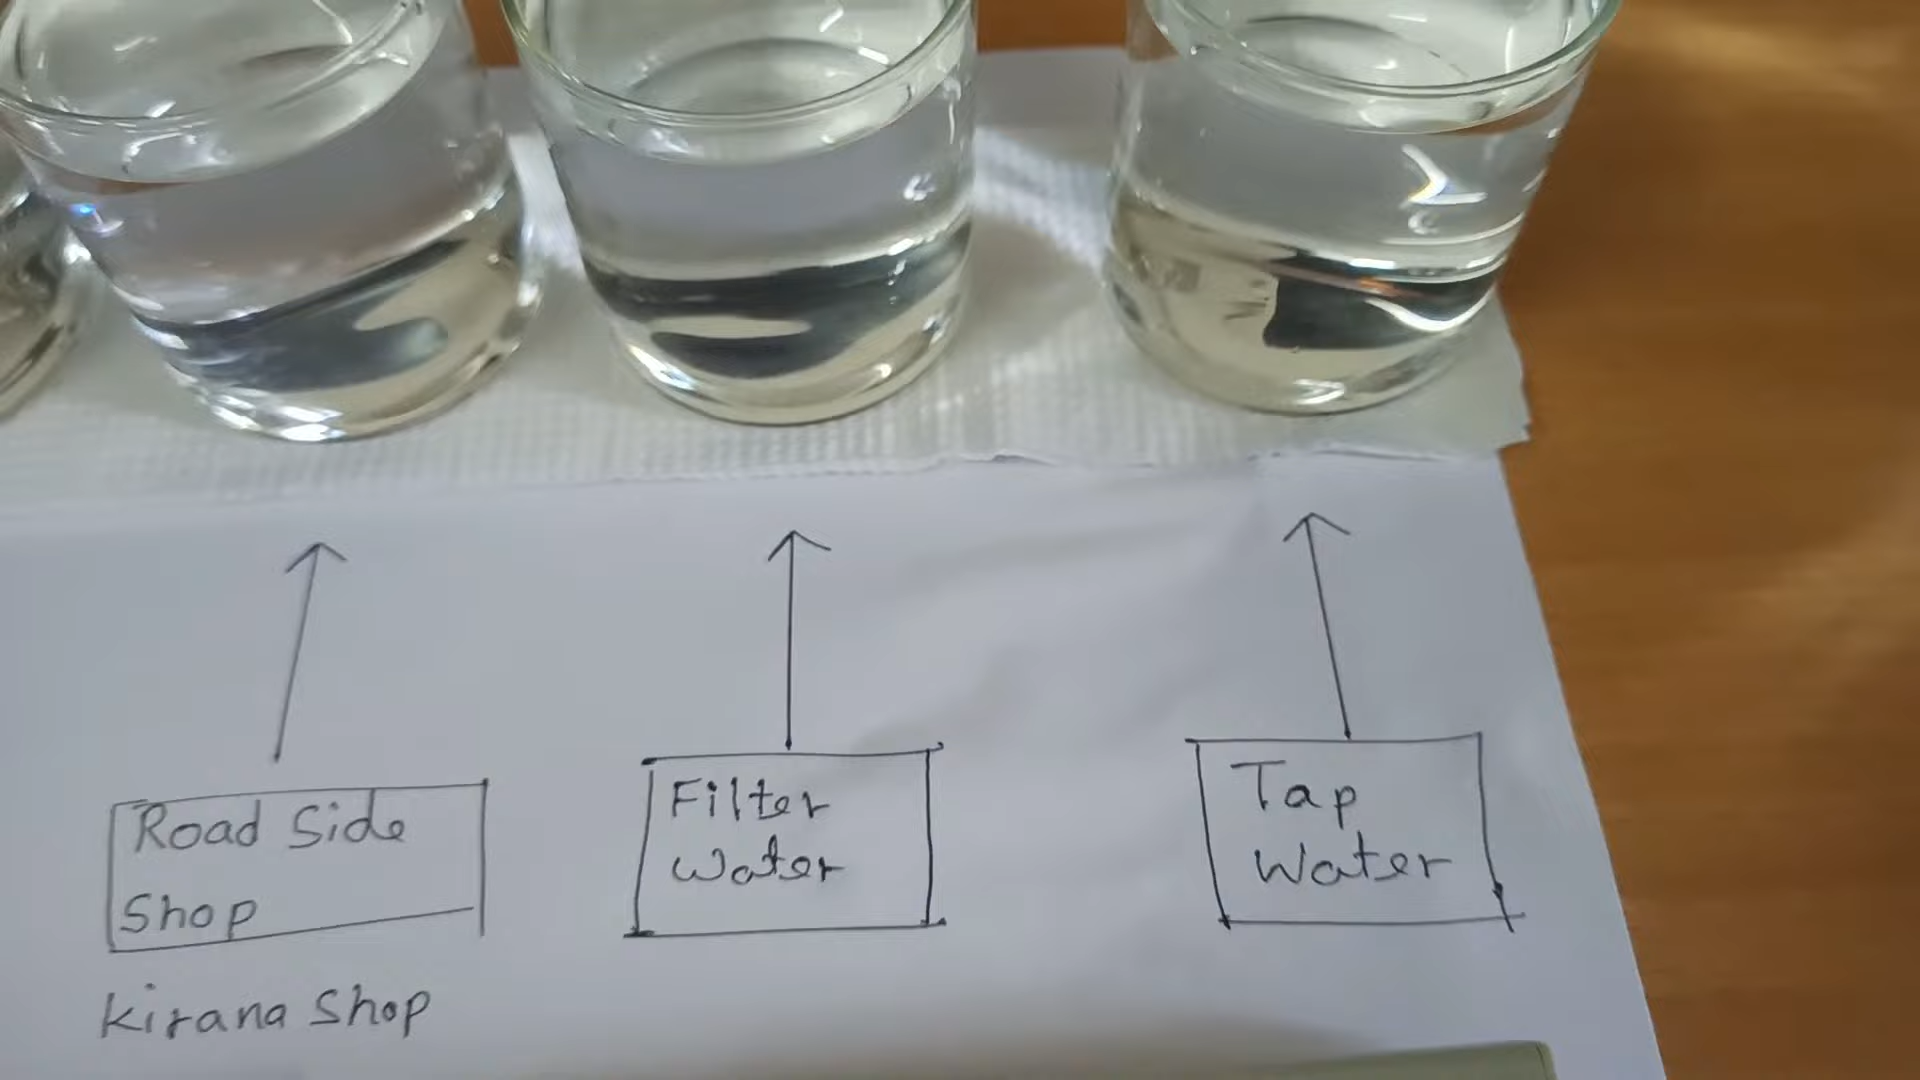 Road Side
Shop
Kirana Shop
Filter
Water
Tap
Water